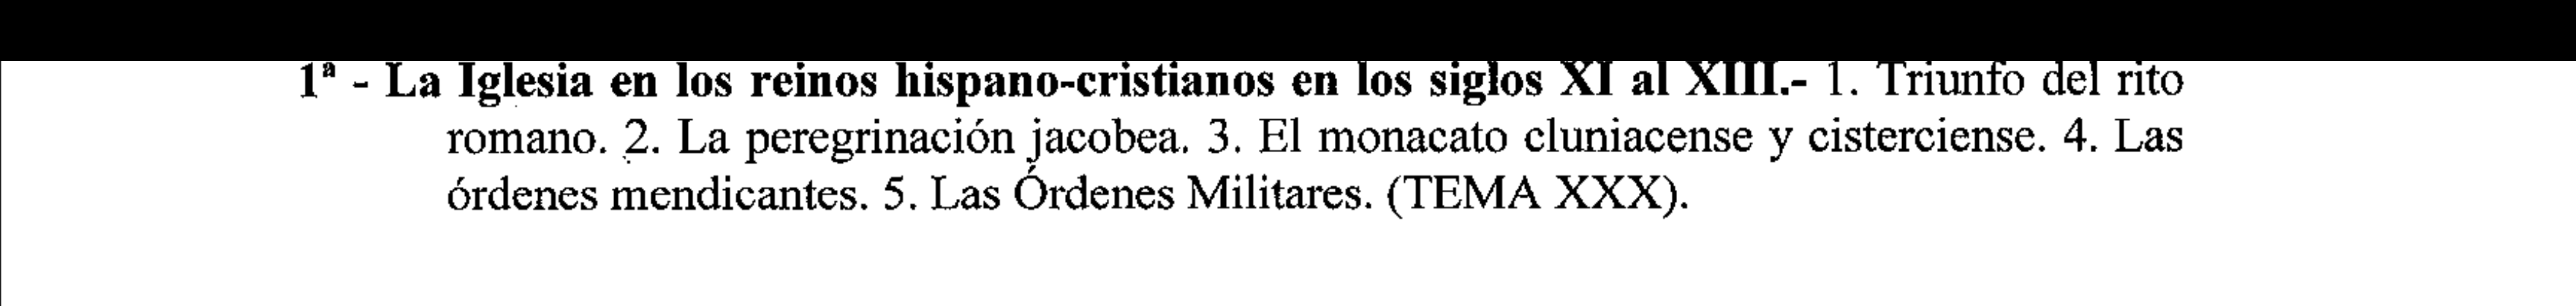 1ª - La Iglesia en los reinos hispano-cristianos en los siglos XI al XIII.- 1. Triunfo del rito
romano. 2. La peregrinación jacobea. 3. El monacato cluniacense y cisterciense. 4. Las
órdenes mendicantes. 5. Las Órdenes Militares. (TEMA XXX).